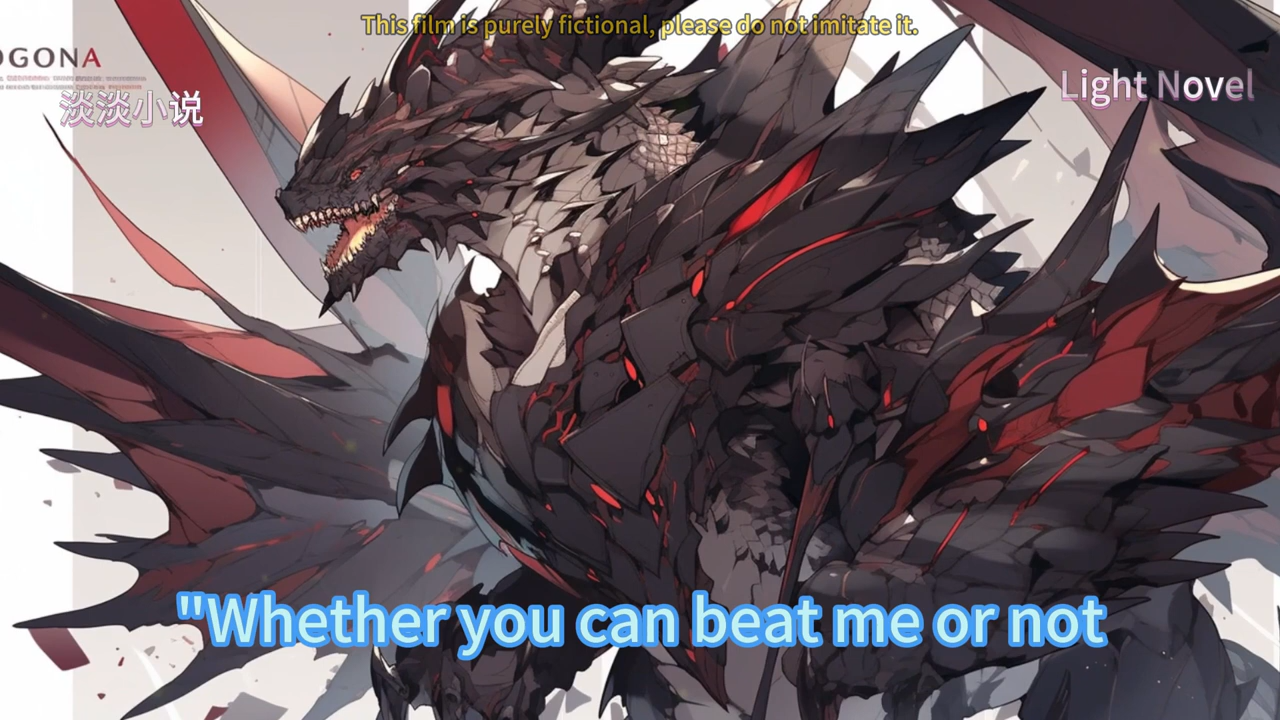 This film is purely fictional, please do not imitate it.
OGONA
淡淡小说
Light Novel
"Whether you can beat me or not